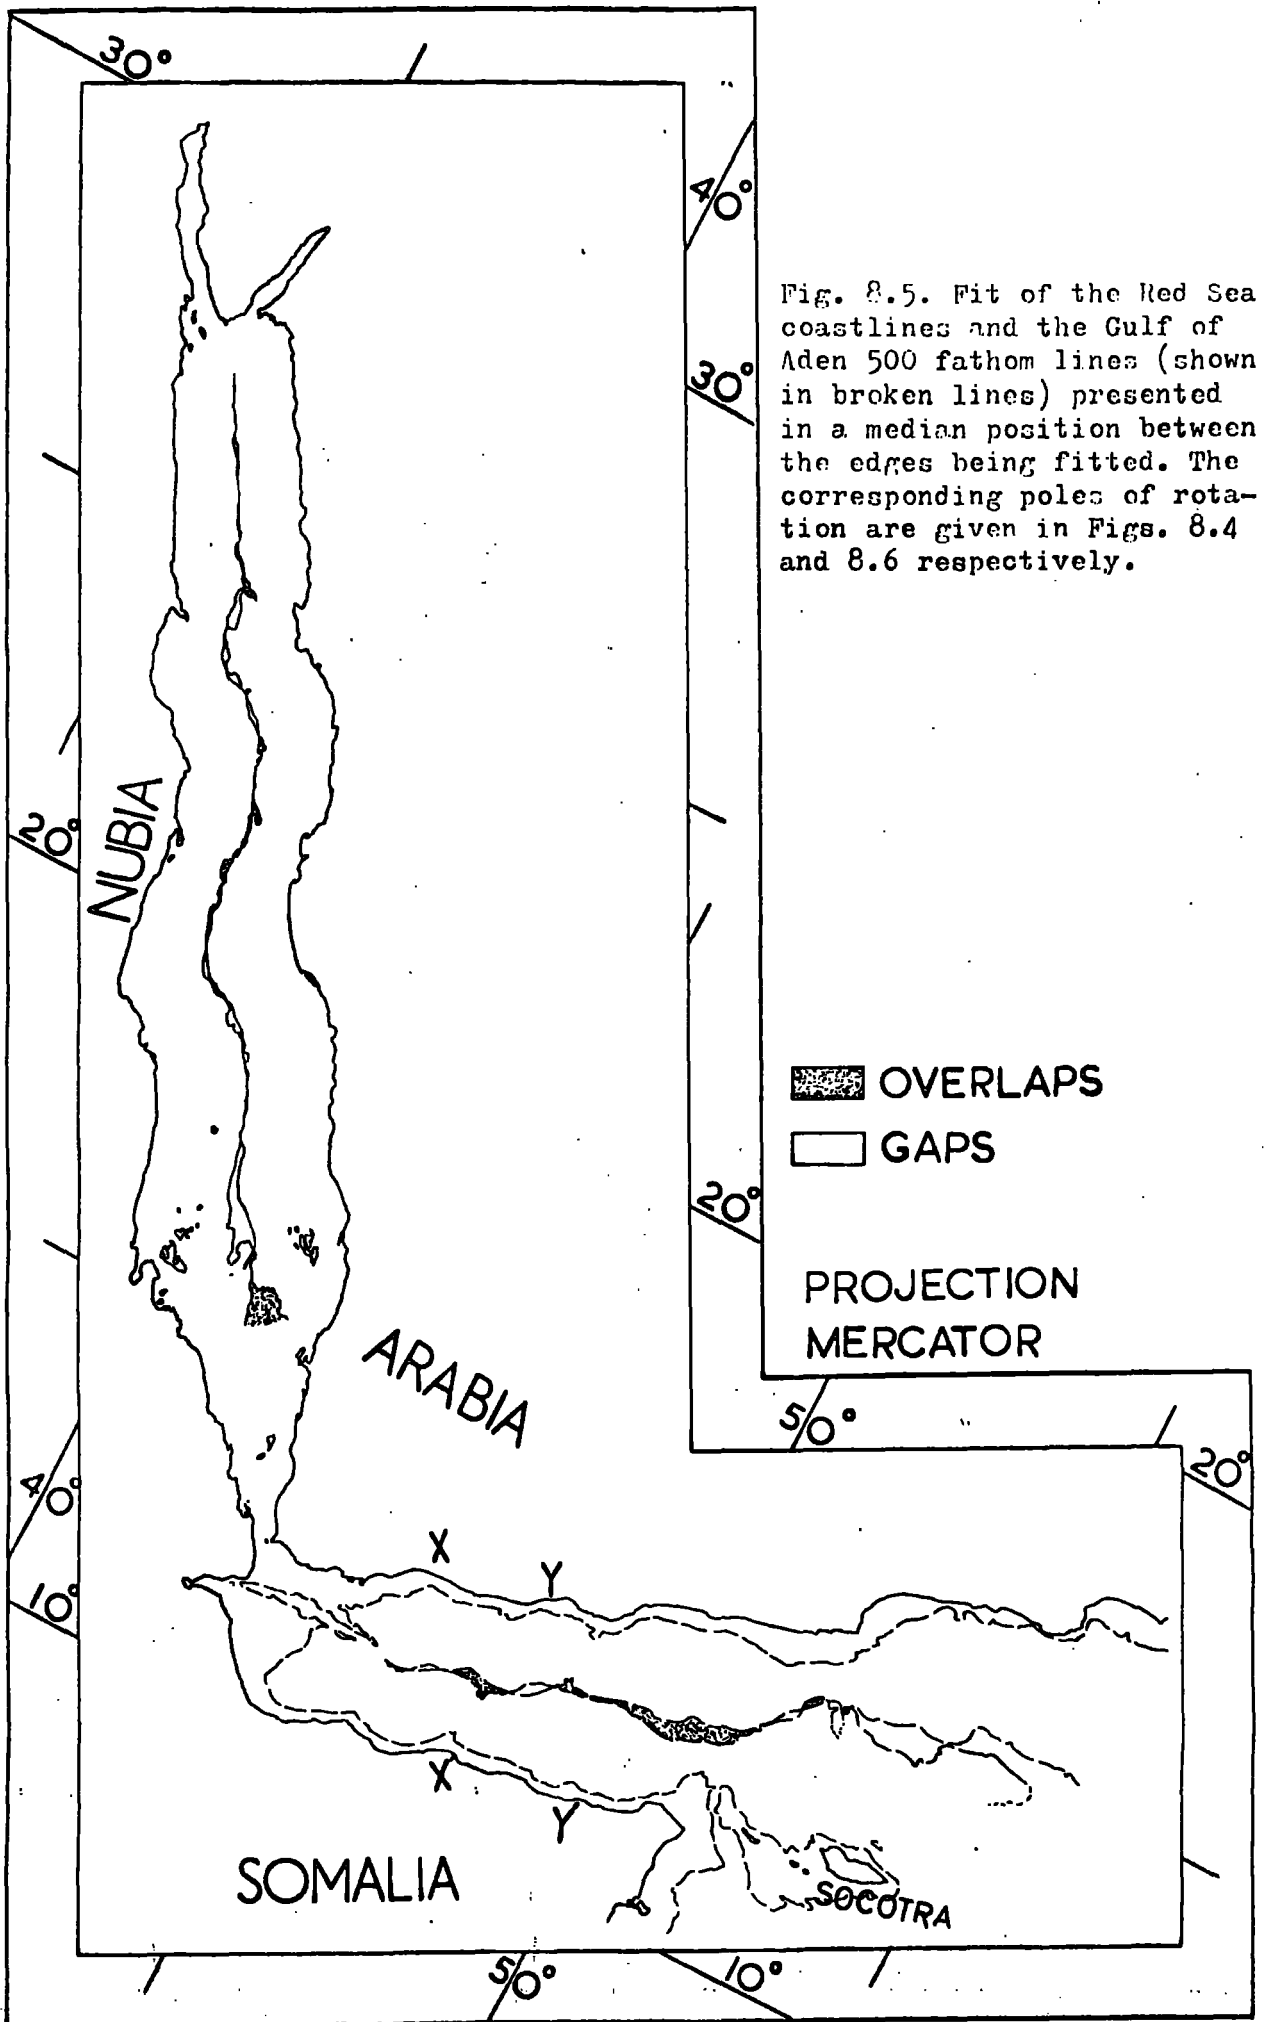 30°
40°
Fig. 8.5. Fit of the Red Sea
coastlines and the Gulf of
Aden 500 fathom lines (shown
in broken lines) presented
in a median position between
the edges being fitted. The
corresponding poles of rota-
tion are given in Figs. 8.4
and 8.6 respectively.
30°
NUBIA
20°
OVERLAPS
GAPS
20°
PROJECTION
MERCATOR
ARABIA
50°
20°
40°
X
Y
10°
X
Y
SOMALIA
SOCOTRA
50°
10°